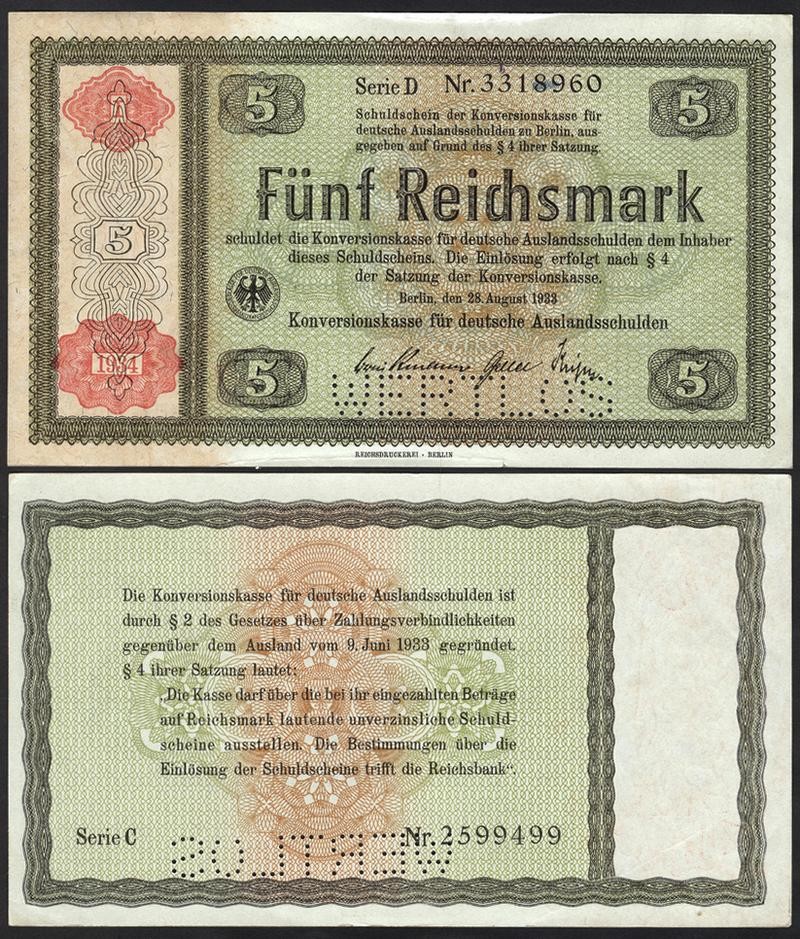 5
Serie D Nr. 3318960
5
Schuldschein der Konversionskasse für
deutsche Auslandsschulden zu Berlin, aus-
gegeben auf Grund des § 4 ihrer Satzung.
Fünf Reichsmark
5
schuldet die Konversionskasse für deutsche Auslandsschulden dem Inhaber
dieses Schuldscheins. Die Einlösung erfolgt nach § 4
der Satzung der Konversionskasse.
Berlin, den 28. August 1933
Konversionskasse für deutsche Auslandsschulden
1934
5
5
WERTLOS
REICHSDRUCKEREI · BERLIN
Die Konversionskasse für deutsche Auslandsschulden ist
durch § 2 des Gesetzes über Zahlungsverbindlichkeiten
gegenüber dem Ausland vom 9. Juni 1933 gegründet.
§ 4 ihrer Satzung lautet:
„Die Kasse darf über die bei ihr eingezahlten Beträge
auf Reichsmark lautende unverzinsliche Schuld-
scheine ausstellen. Die Bestimmungen über die
Einlösung der Schuldscheine trifft die Reichsbank“.
Serie C Nr. 2599499
WERTLOS